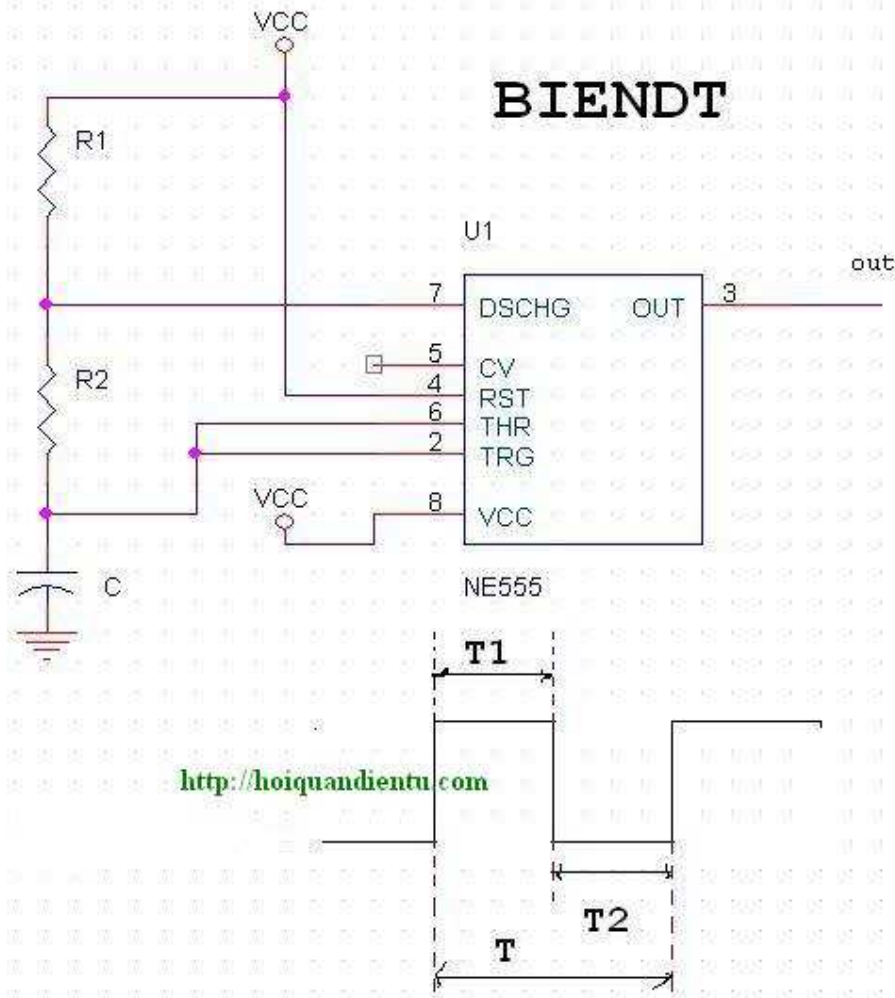 VCC
BIENDT
R1
U1
out
7
DSCHG
OUT
3
5
CV
R2
4
RST
6
THR
2
TRG
VCC
8
VCC
C
NE555
T1
http://hoiquandientu.com
T2
T